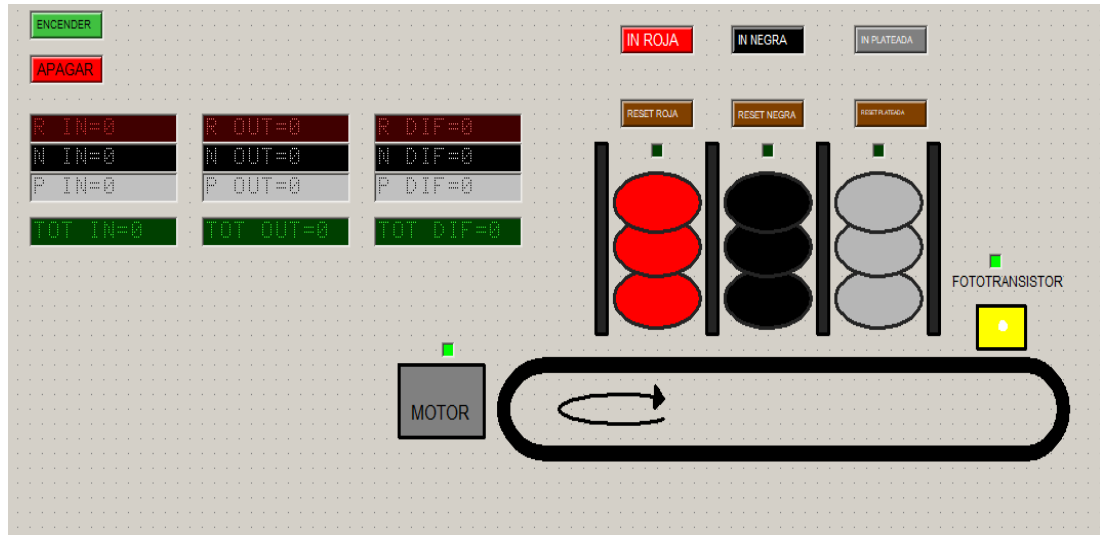 ENCENDER
APAGAR
IN ROJA
IN NEGRA
IN PLATEADA
RESET ROJA
RESET NEGRA
RESET PLATEADA
R IN=0
R OUT=0
R DIF=0
N IN=0
N OUT=0
N DIF=0
P IN=0
P OUT=0
P DIF=0
TOT IN=0
TOT OUT=0
TOT DIF=0
FOTOTRANSISTOR
MOTOR